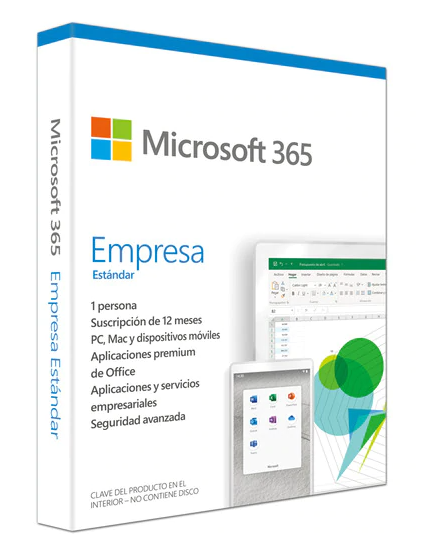 Microsoft 365
Empresa
Estándar
1 persona
Suscripción de 12 meses
PC, Mac y dispositivos móviles
Aplicaciones premium
de Office
Aplicaciones y servicios
empresariales
Seguridad avanzada
CLAVE DEL PRODUCTO EN EL
INTERIOR – NO CONTIENE DISCO
Microsoft 365 Empresa Estándar
Microsoft